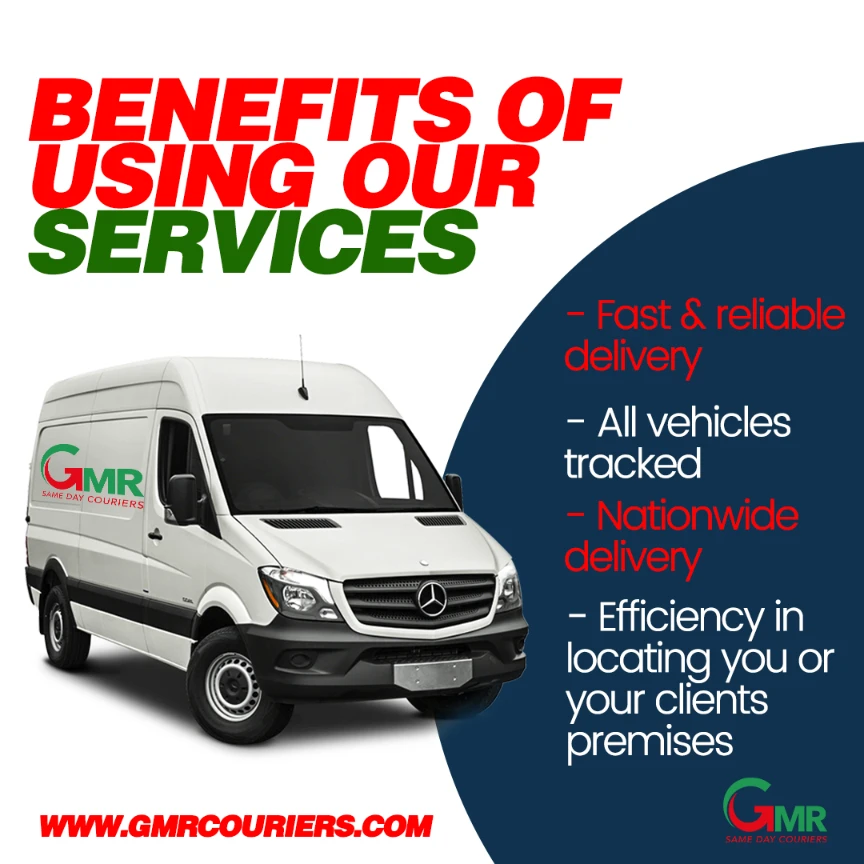 BENEFITS OF
USING OUR
SERVICES
- Fast & reliable
delivery
- All vehicles
tracked
- Nationwide
delivery
- Efficiency in
locating you or
your clients
premises
GMR
SAME DAY COURIERS
WWW.GMRCOURIERS.COM
GMR
SAME DAY COURIERS